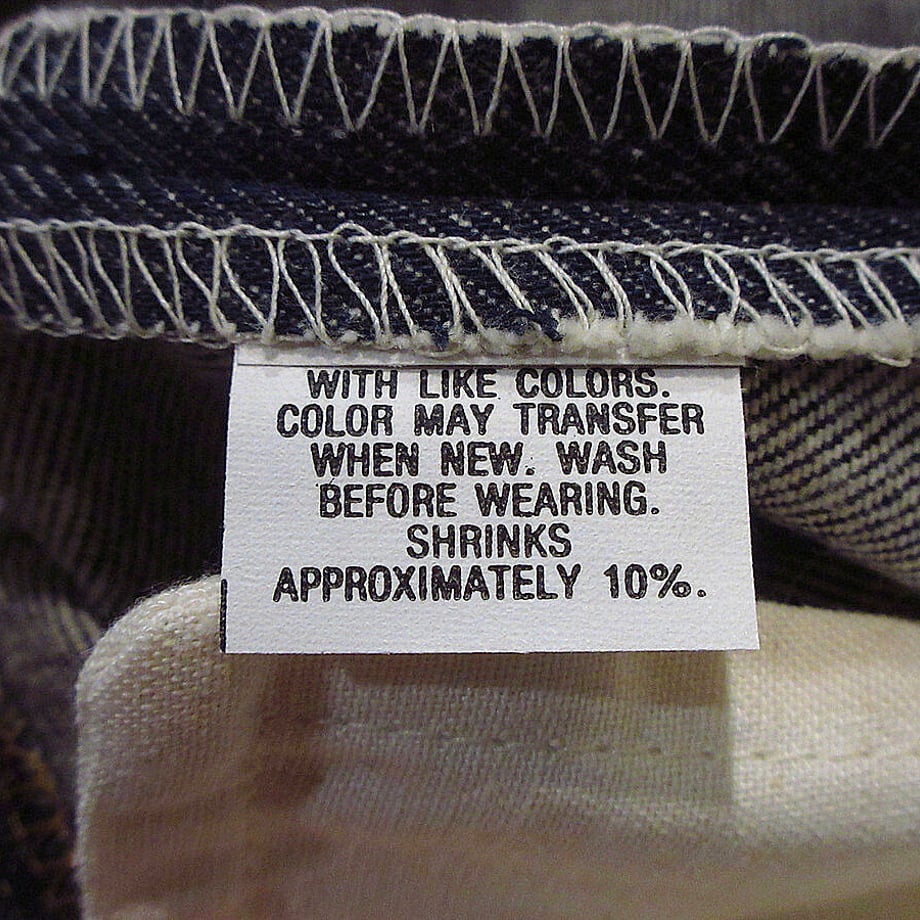 WITH LIKE COLORS.
COLOR MAY TRANSFER
WHEN NEW. WASH
BEFORE WEARING.
SHRINKS
APPROXIMATELY 10%.